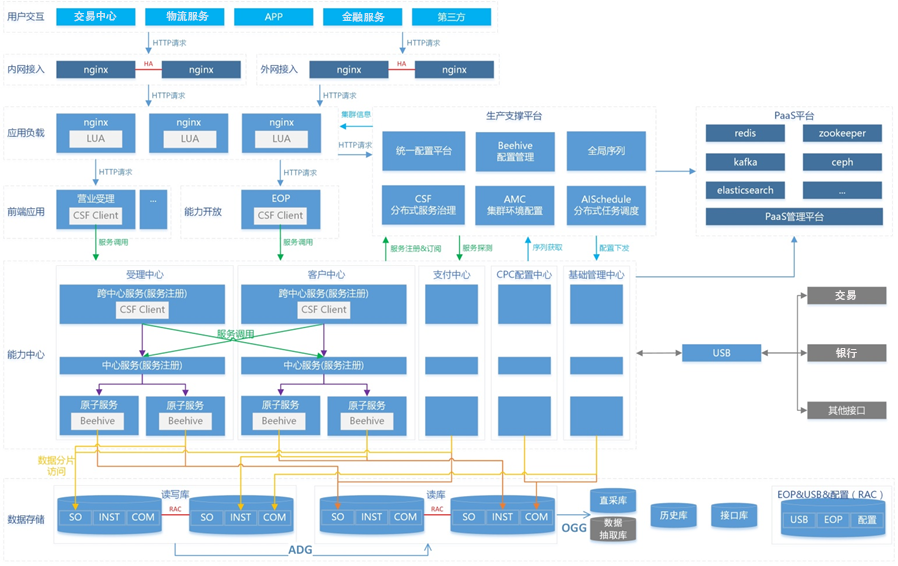 用户交互
交易中心
物流服务
APP
金融服务
第三方
HTTP请求
HTTP请求
内网接入
nginx
HA
nginx
外网接入
nginx
HA
nginx
HTTP请求
HTTP请求
应用负载
nginx
LUA
nginx
LUA
nginx
LUA
集群信息
HTTP请求
生产支撑平台
统一配置平台
Beehive
配置管理
全局序列
CSF
分布式服务治理
AMC
集群环境配置
AISchedule
分布式任务调度
PaaS平台
redis
zookeeper
kafka
ceph
elasticsearch
...
PaaS管理平台
HTTP请求
HTTP请求
前端应用
营业受理
CSF Client
...
能力开放
EOP
CSF Client
服务调用
服务调用
服务注册&订阅
服务探测
序列获取
配置下发
能力中心
受理中心
跨中心服务(服务注册)
CSF Client
客户中心
跨中心服务(服务注册)
CSF Client
支付中心
CPC配置中心
基础管理中心
服务调用
中心服务(服务注册)
中心服务(服务注册)
原子服务
Beehive
原子服务
Beehive
原子服务
Beehive
原子服务
Beehive
USB
交易
银行
其他接口
数据分片
访问
数据存储
读写库
SO
INST
COM
RAC
SO
INST
COM
读库
SO
INST
COM
RAC
SO
INST
COM
ADG
OGG
直采库
数据
抽取库
历史库
接口库
EOP&USB&配置（RAC）
USB
EOP
配置